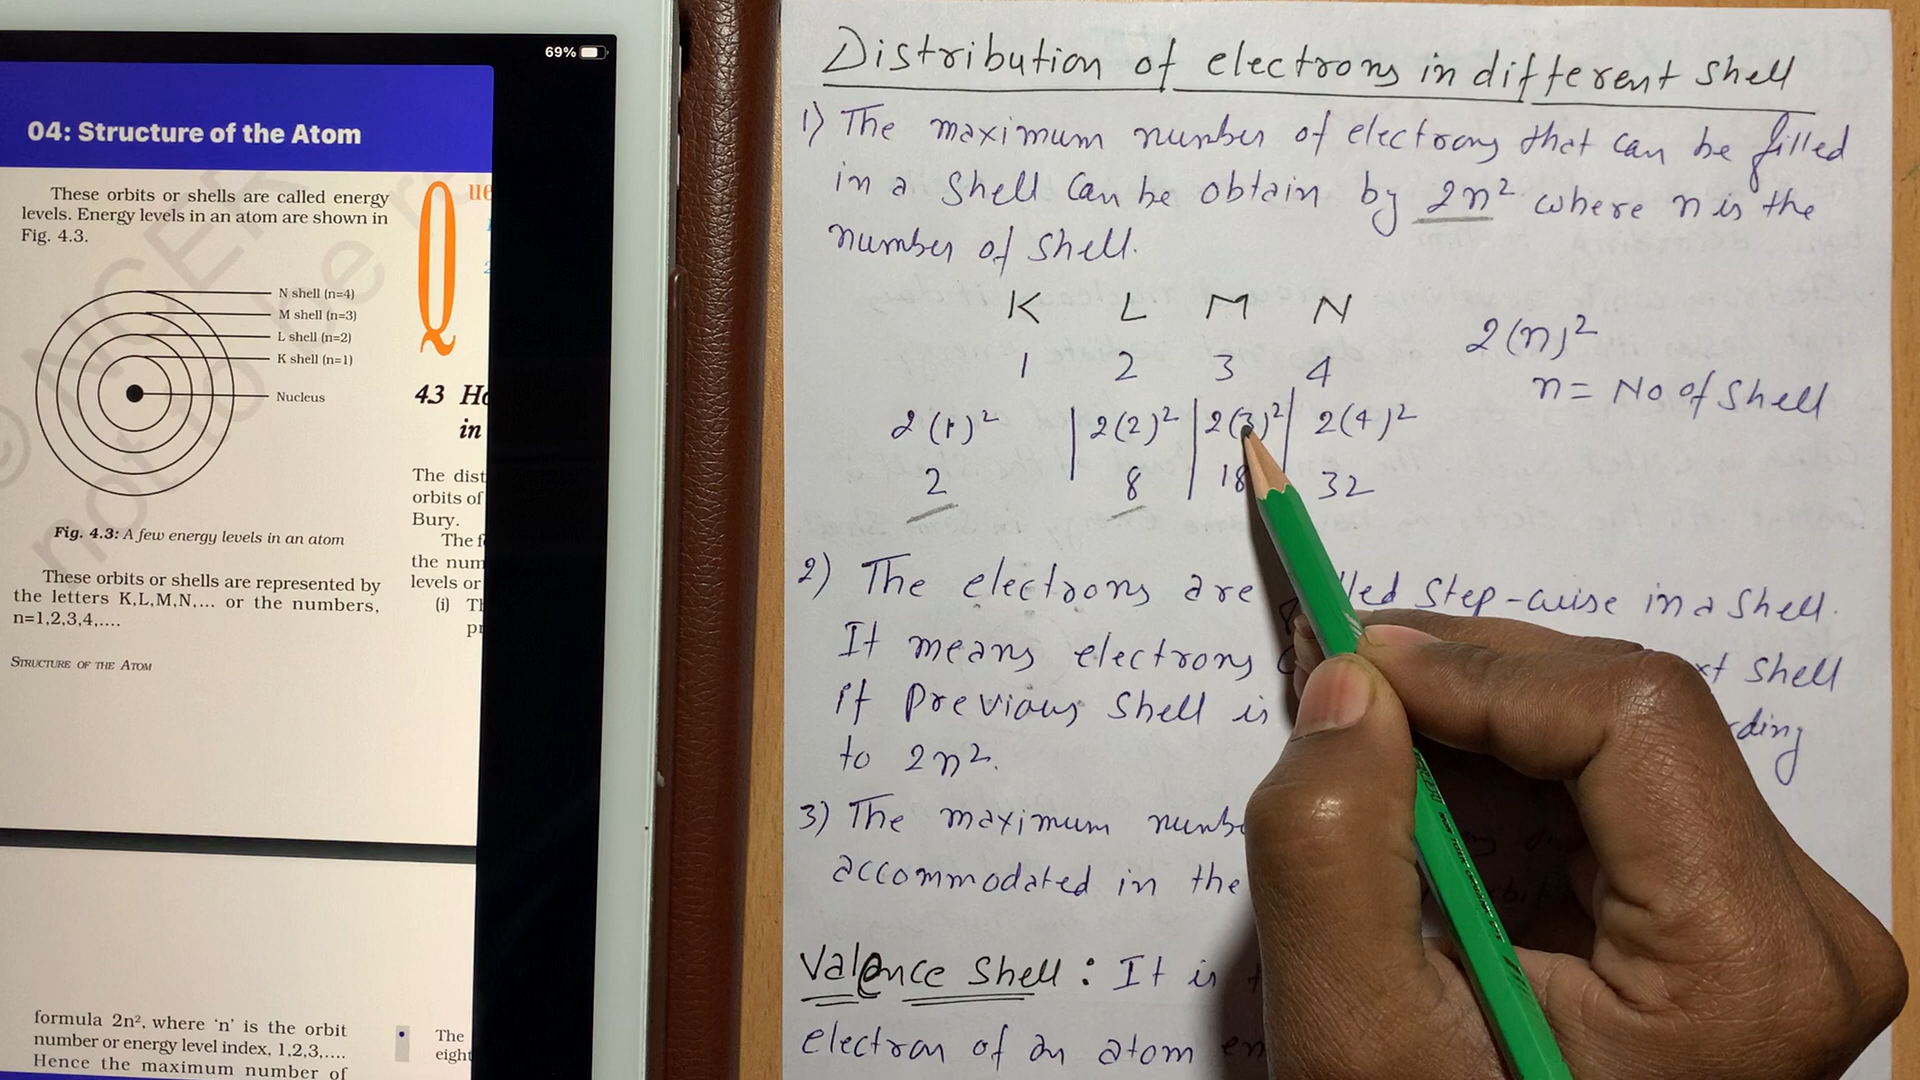 69%
04: Structure of the Atom
These orbits or shells are called energy
levels. Energy levels in an atom are shown in
Fig. 4.3.
N shell (n=4)
M shell (n=3)
L shell (n=2)
K shell (n=1)
Nucleus
Fig. 4.3: A few energy levels in an atom
These orbits or shells are represented by
the letters K,L,M,N,... or the numbers,
n=1,2,3,4,....
STRUCTURE OF THE ATOM
formula 2n², where 'n' is the orbit
number or energy level index, 1,2,3,....
Hence the maximum number of
Q
4.3
in
The dist
orbits of
Bury.
The f
the num
levels or
(i)
The
eight
Distribution of electrons in different shell
1) The maximum number of electrons that can be filled
in a shell can be obtain by 2n² where n is the
number of shell.
K L M N
1 2 3 4
2(1)² | 2(2)² | 2(3)² | 2(4)²
2 8 18 32
2(n)²
n = No of shell
2) The electrons are filled step-wise in a shell.
It means electrons shell
if previous shell is
to 2n².
3) The maximum
accommodated in the
Valence shell : It is
electron of an atom